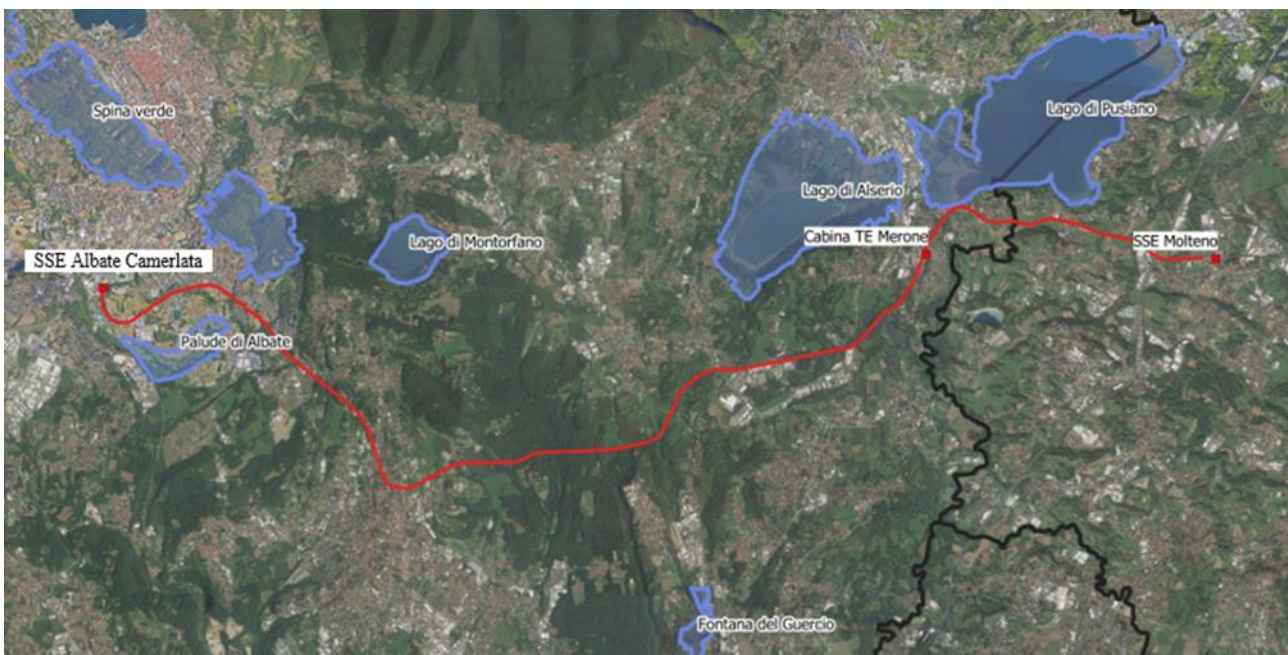 Spina verde
Lago di Pusiano
Lago di Alserio
Lago di Montorfano
Cabina TE Merone
SSE Molteno
SSE Albate Camerlata
Palude di Albate
Fontana del Guercio